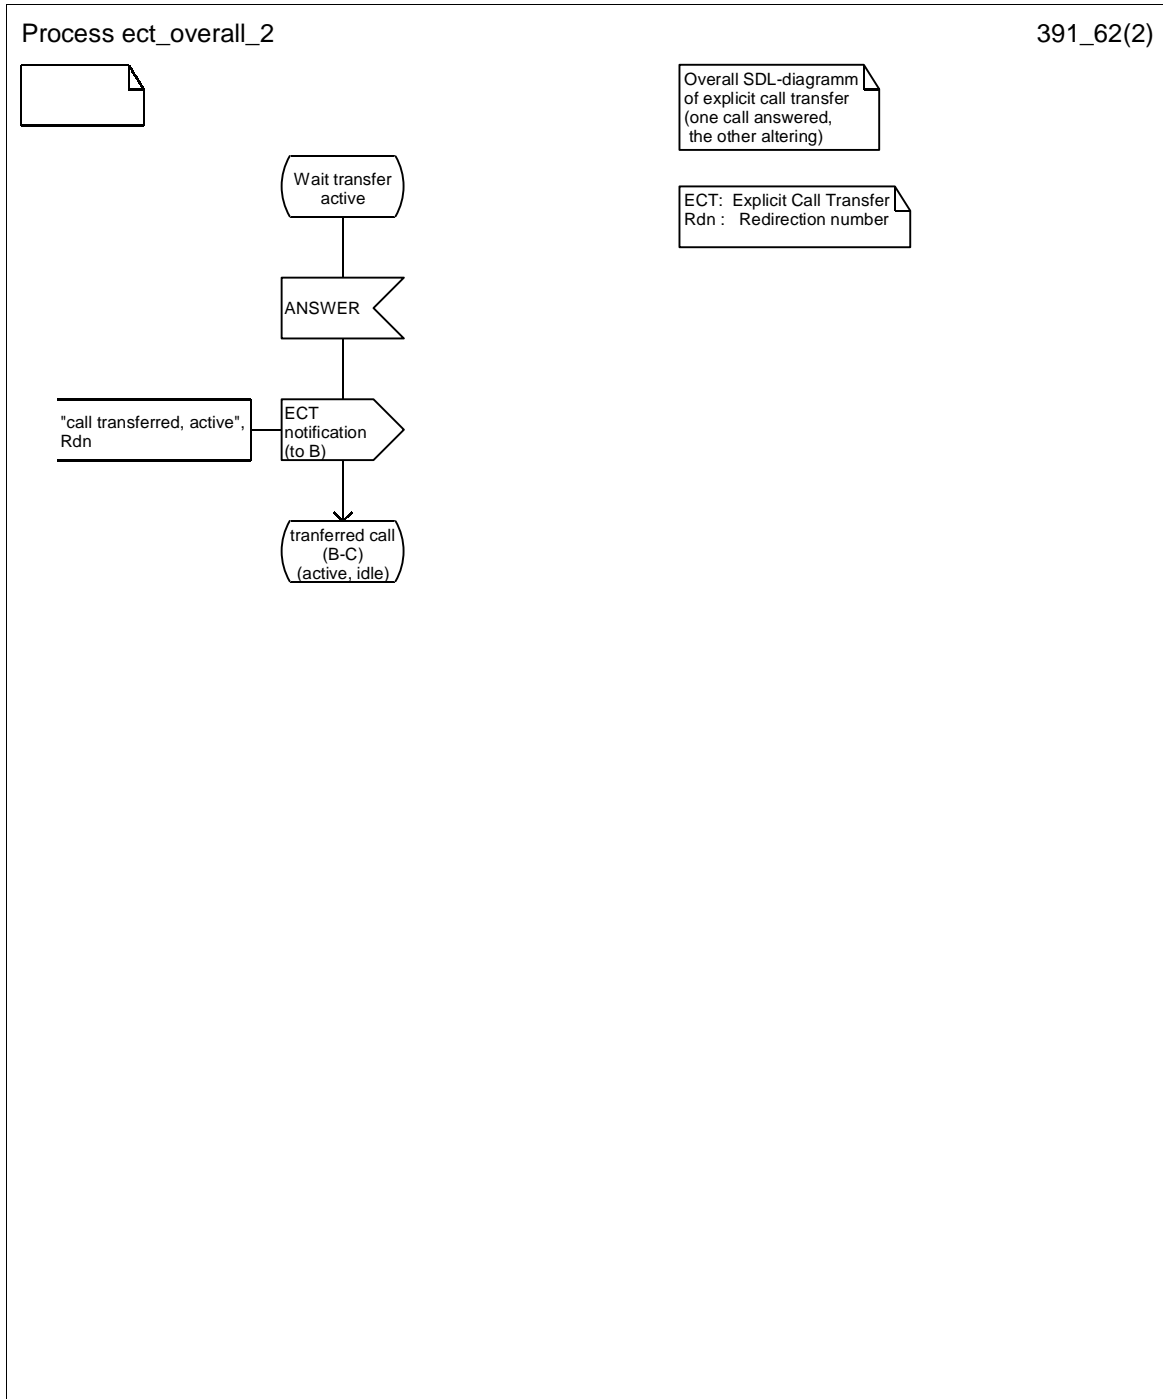 Process ect_overall_2
391_62(2)
Overall SDL-diagramm
of explicit call transfer
(one call answered,
the other altering)
ECT: Explicit Call Transfer
Rdn : Redirection number
Wait transfer
active
ANSWER
"call transferred, active",
Rdn
ECT
notification
(to B)
tranferred call
(B-C)
(active, idle)